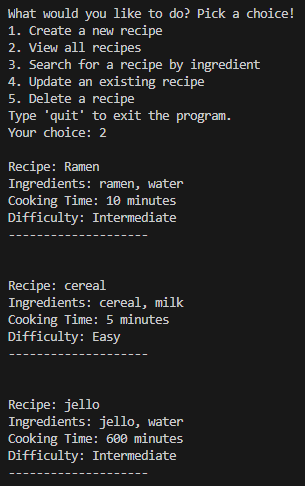 What would you like to do? Pick a choice!
1. Create a new recipe
2. View all recipes
3. Search for a recipe by ingredient
4. Update an existing recipe
5. Delete a recipe
Type 'quit' to exit the program.
Your choice: 2
Recipe: Ramen
Ingredients: ramen, water
Cooking Time: 10 minutes
Difficulty: Intermediate
--------------------
Recipe: cereal
Ingredients: cereal, milk
Cooking Time: 5 minutes
Difficulty: Easy
--------------------
Recipe: jello
Ingredients: jello, water
Cooking Time: 600 minutes
Difficulty: Intermediate
--------------------